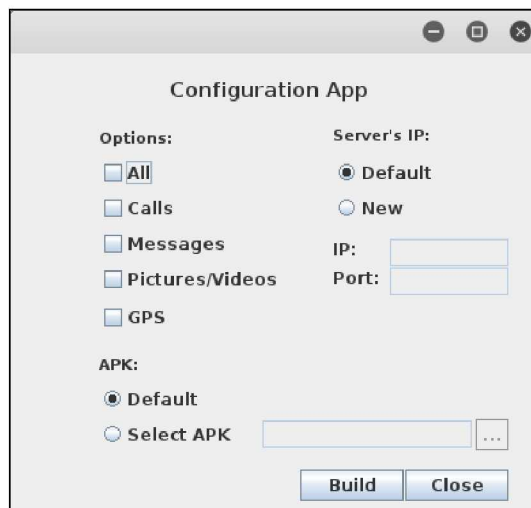 Configuration App
Options:
All
Calls
Messages
Pictures/Videos
GPS
Server's IP:
Default
New
IP:
Port:
APK:
Default
Select APK
...
Build
Close